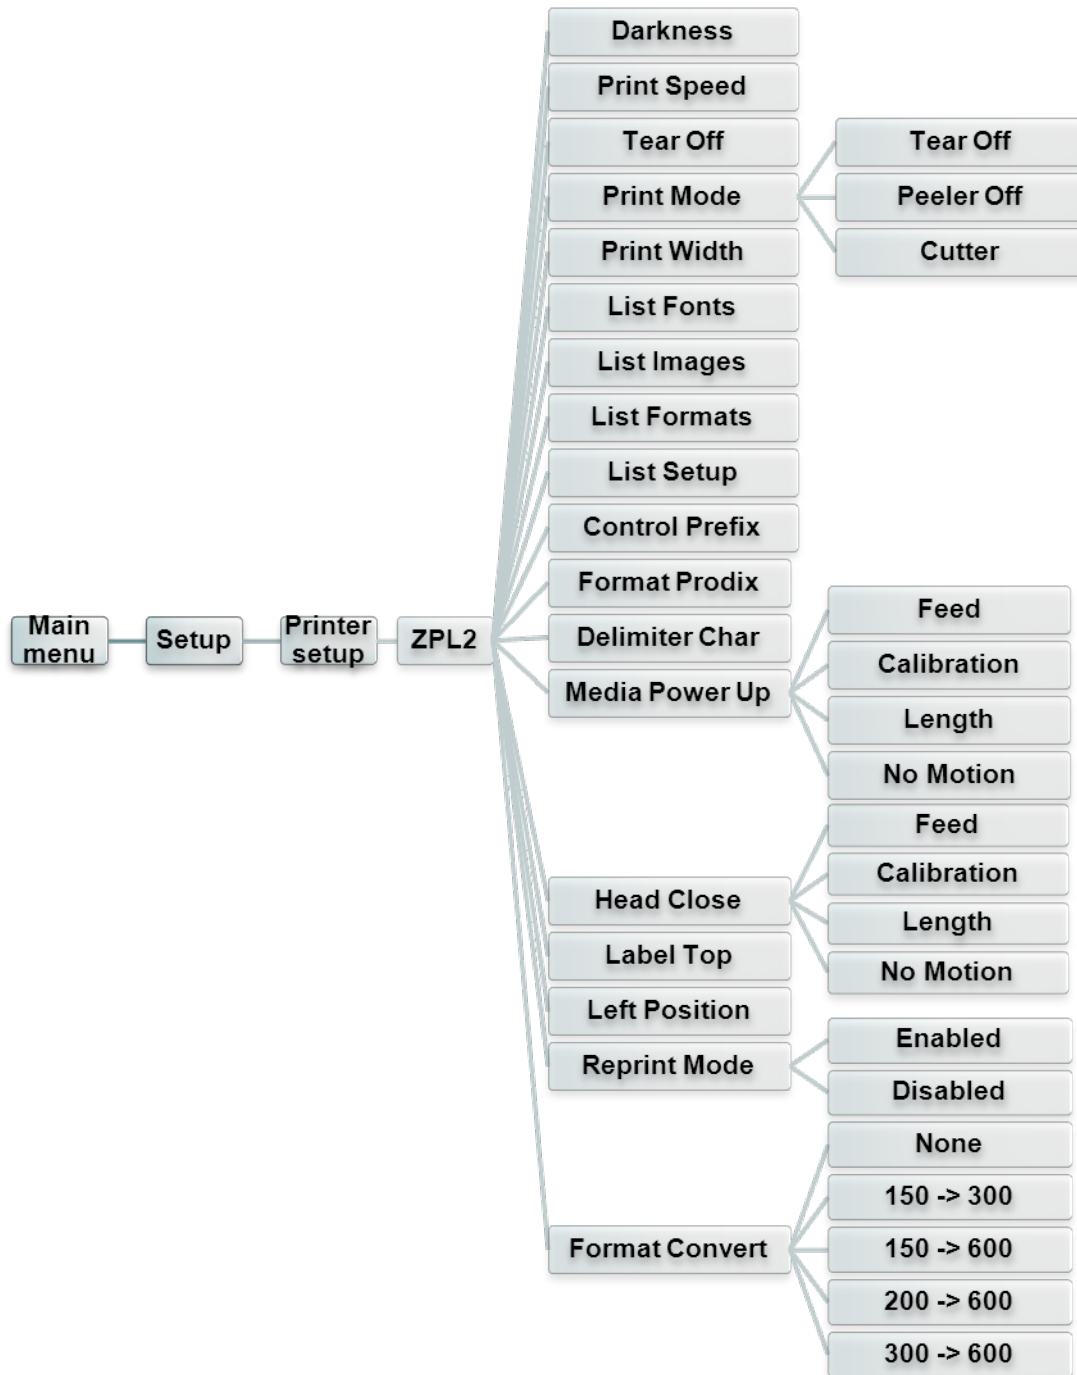 Main
menu
Setup
Printer
setup
ZPL2
Darkness
Print Speed
Tear Off
Print Mode
Tear Off
Peeler Off
Cutter
Print Width
List Fonts
List Images
List Formats
List Setup
Control Prefix
Format Prodix
Delimiter Char
Media Power Up
Feed
Calibration
Length
No Motion
Head Close
Feed
Calibration
Length
No Motion
Label Top
Left Position
Reprint Mode
Enabled
Disabled
Format Convert
None
150 -> 300
150 -> 600
200 -> 600
300 -> 600